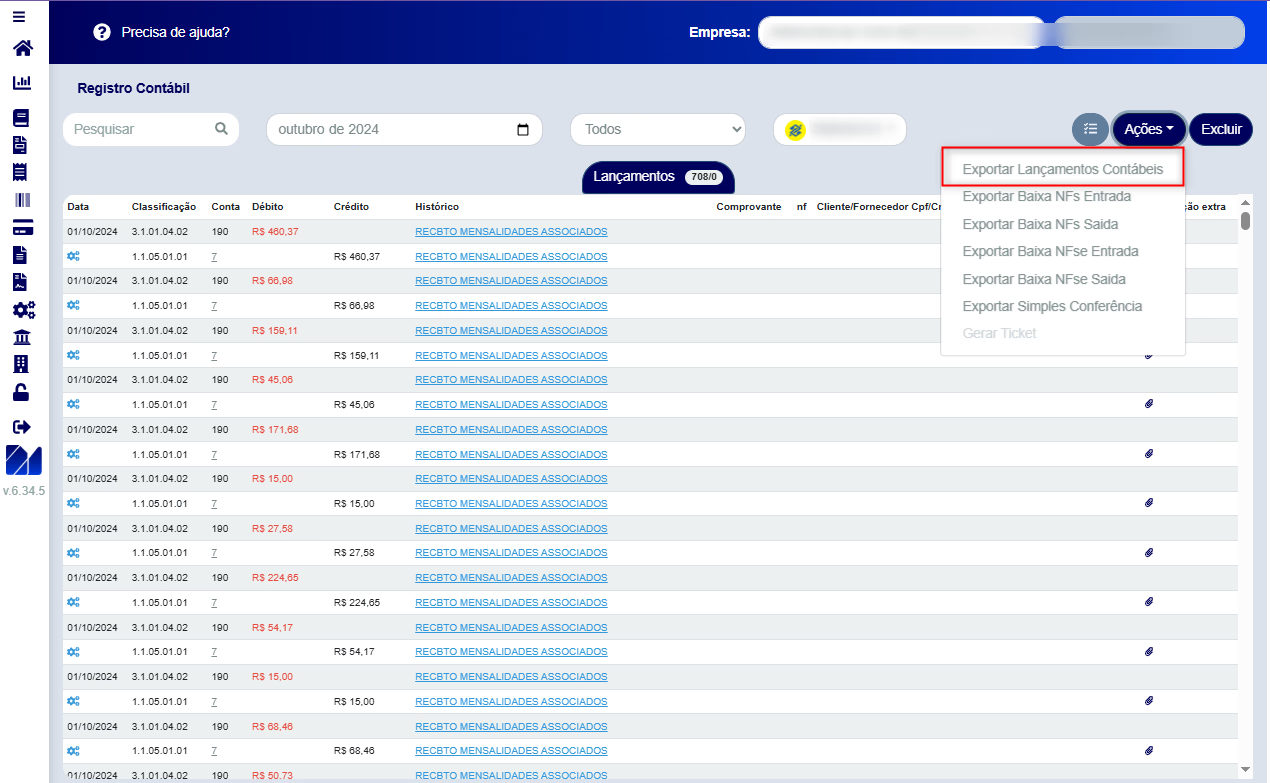 Precisa de ajuda?
Empresa:
Registro Contábil
Pesquisar
outubro de 2024
Todos
Ações
Excluir
Exportar Lançamentos Contábeis
Exportar Baixa NFs Entrada
Exportar Baixa NFs Saida
Exportar Baixa NFse Entrada
Exportar Baixa NFse Saida
Exportar Simples Conferência
Gerar Ticket
Lançamentos 708/0
Data Classificação Conta Débito Crédito Histórico Comprovante nf Cliente/Fornecedor Cpf/Cr ção extra
01/10/2024 3.1.01.04.02 190 R$ 460,37 RECBTO MENSALIDADES ASSOCIADOS
1.1.05.01.01 7 R$ 460,37 RECBTO MENSALIDADES ASSOCIADOS
01/10/2024 3.1.01.04.02 190 R$ 66,98 RECBTO MENSALIDADES ASSOCIADOS
1.1.05.01.01 7 R$ 66,98 RECBTO MENSALIDADES ASSOCIADOS
01/10/2024 3.1.01.04.02 190 R$ 159,11 RECBTO MENSALIDADES ASSOCIADOS
1.1.05.01.01 7 R$ 159,11 RECBTO MENSALIDADES ASSOCIADOS
01/10/2024 3.1.01.04.02 190 R$ 45,06 RECBTO MENSALIDADES ASSOCIADOS
1.1.05.01.01 7 R$ 45,06 RECBTO MENSALIDADES ASSOCIADOS
01/10/2024 3.1.01.04.02 190 R$ 171,68 RECBTO MENSALIDADES ASSOCIADOS
1.1.05.01.01 7 R$ 171,68 RECBTO MENSALIDADES ASSOCIADOS
01/10/2024 3.1.01.04.02 190 R$ 15,00 RECBTO MENSALIDADES ASSOCIADOS
1.1.05.01.01 7 R$ 15,00 RECBTO MENSALIDADES ASSOCIADOS
01/10/2024 3.1.01.04.02 190 R$ 27,58 RECBTO MENSALIDADES ASSOCIADOS
1.1.05.01.01 7 R$ 27,58 RECBTO MENSALIDADES ASSOCIADOS
01/10/2024 3.1.01.04.02 190 R$ 224,65 RECBTO MENSALIDADES ASSOCIADOS
1.1.05.01.01 7 R$ 224,65 RECBTO MENSALIDADES ASSOCIADOS
01/10/2024 3.1.01.04.02 190 R$ 54,17 RECBTO MENSALIDADES ASSOCIADOS
1.1.05.01.01 7 R$ 54,17 RECBTO MENSALIDADES ASSOCIADOS
01/10/2024 3.1.01.04.02 190 R$ 15,00 RECBTO MENSALIDADES ASSOCIADOS
1.1.05.01.01 7 R$ 15,00 RECBTO MENSALIDADES ASSOCIADOS
01/10/2024 3.1.01.04.02 190 R$ 68,46 RECBTO MENSALIDADES ASSOCIADOS
1.1.05.01.01 7 R$ 68,46 RECBTO MENSALIDADES ASSOCIADOS
01/10/2024 3.1.01.04.02 190 R$ 50,73 RECBTO MENSALIDADES ASSOCIADOS
v.6.34.5